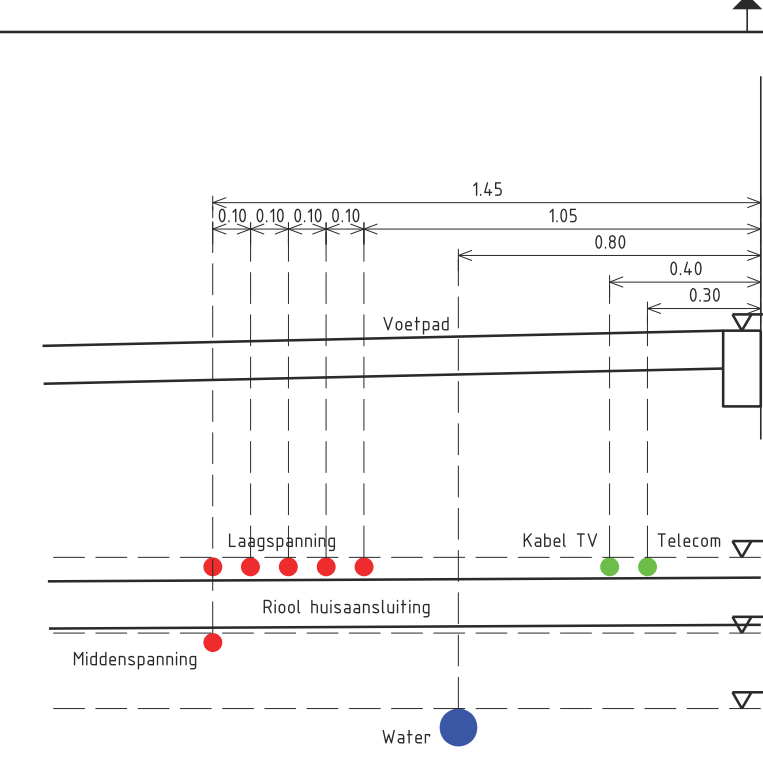 1.45
0.10 0.10 0.10 0.10 1.05
0.80
0.40
0.30
Voetpad
Laagspanning Kabel TV Telecom
Riool huisaansluiting
Middenspanning
Water